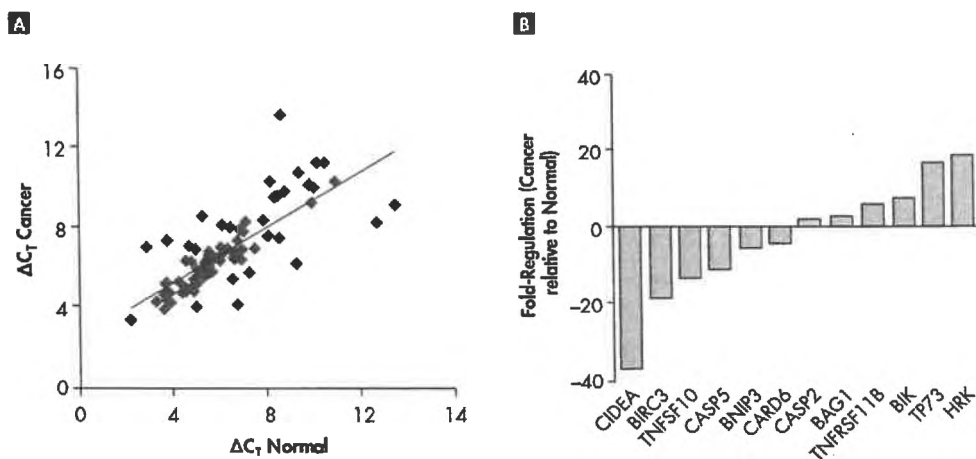 A
16
12
8
4
0
ΔCT Cancer
0
4
8
12
14
ΔCT Normal
B
40
20
0
−20
−40
Fold-Regulation (Cancer
relative to Normal)
CIDEA
BIRC3
TNFSF10
CASP5
BNIP3
CARD6
CASP2
BAG1
TNFRSF11B
BIK
TP73
HRK